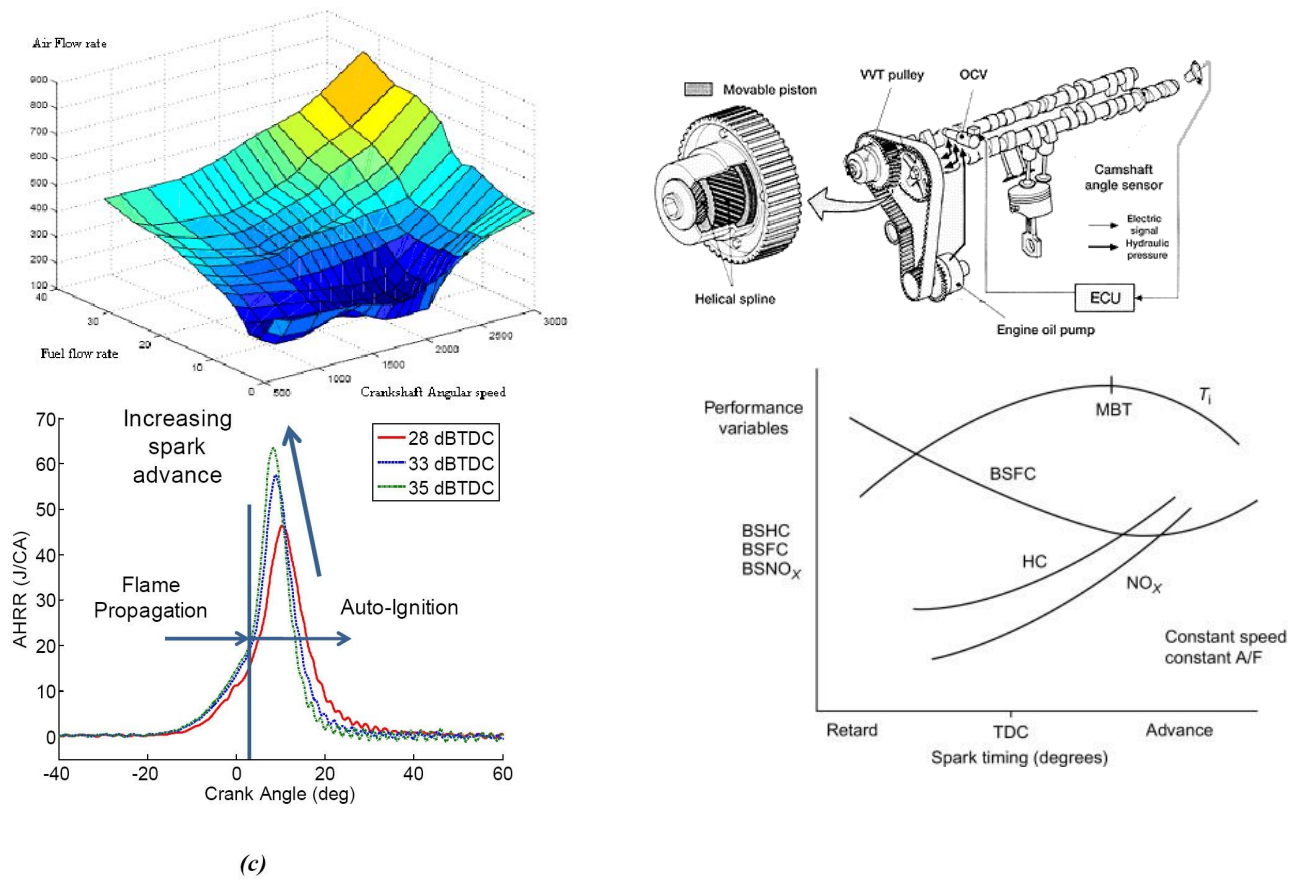 Air Flow rate
900
800
700
600
500
400
300
200
100
40
30
20
10
0
Fuel flow rate
500
1000
1500
2000
2500
3000
Crankshaft Angular speed
Movable piston
VVT pulley
OCV
Camshaft
angle sensor
Electric
signal
Hydraulic
pressure
Helical spline
ECU
Engine oil pump
Increasing
spark
advance
28 dBTDC
33 dBTDC
35 dBTDC
Flame
Propagation
Auto-Ignition
AHRR (J/CA)
70
60
50
40
30
20
10
0
-40
-20
0
20
40
60
Crank Angle (deg)
Performance
variables
MBT
Ti
BSFC
BSHC
BSFC
BSNOX
HC
NOX
Constant speed
constant A/F
Retard
TDC
Advance
Spark timing (degrees)
(c)